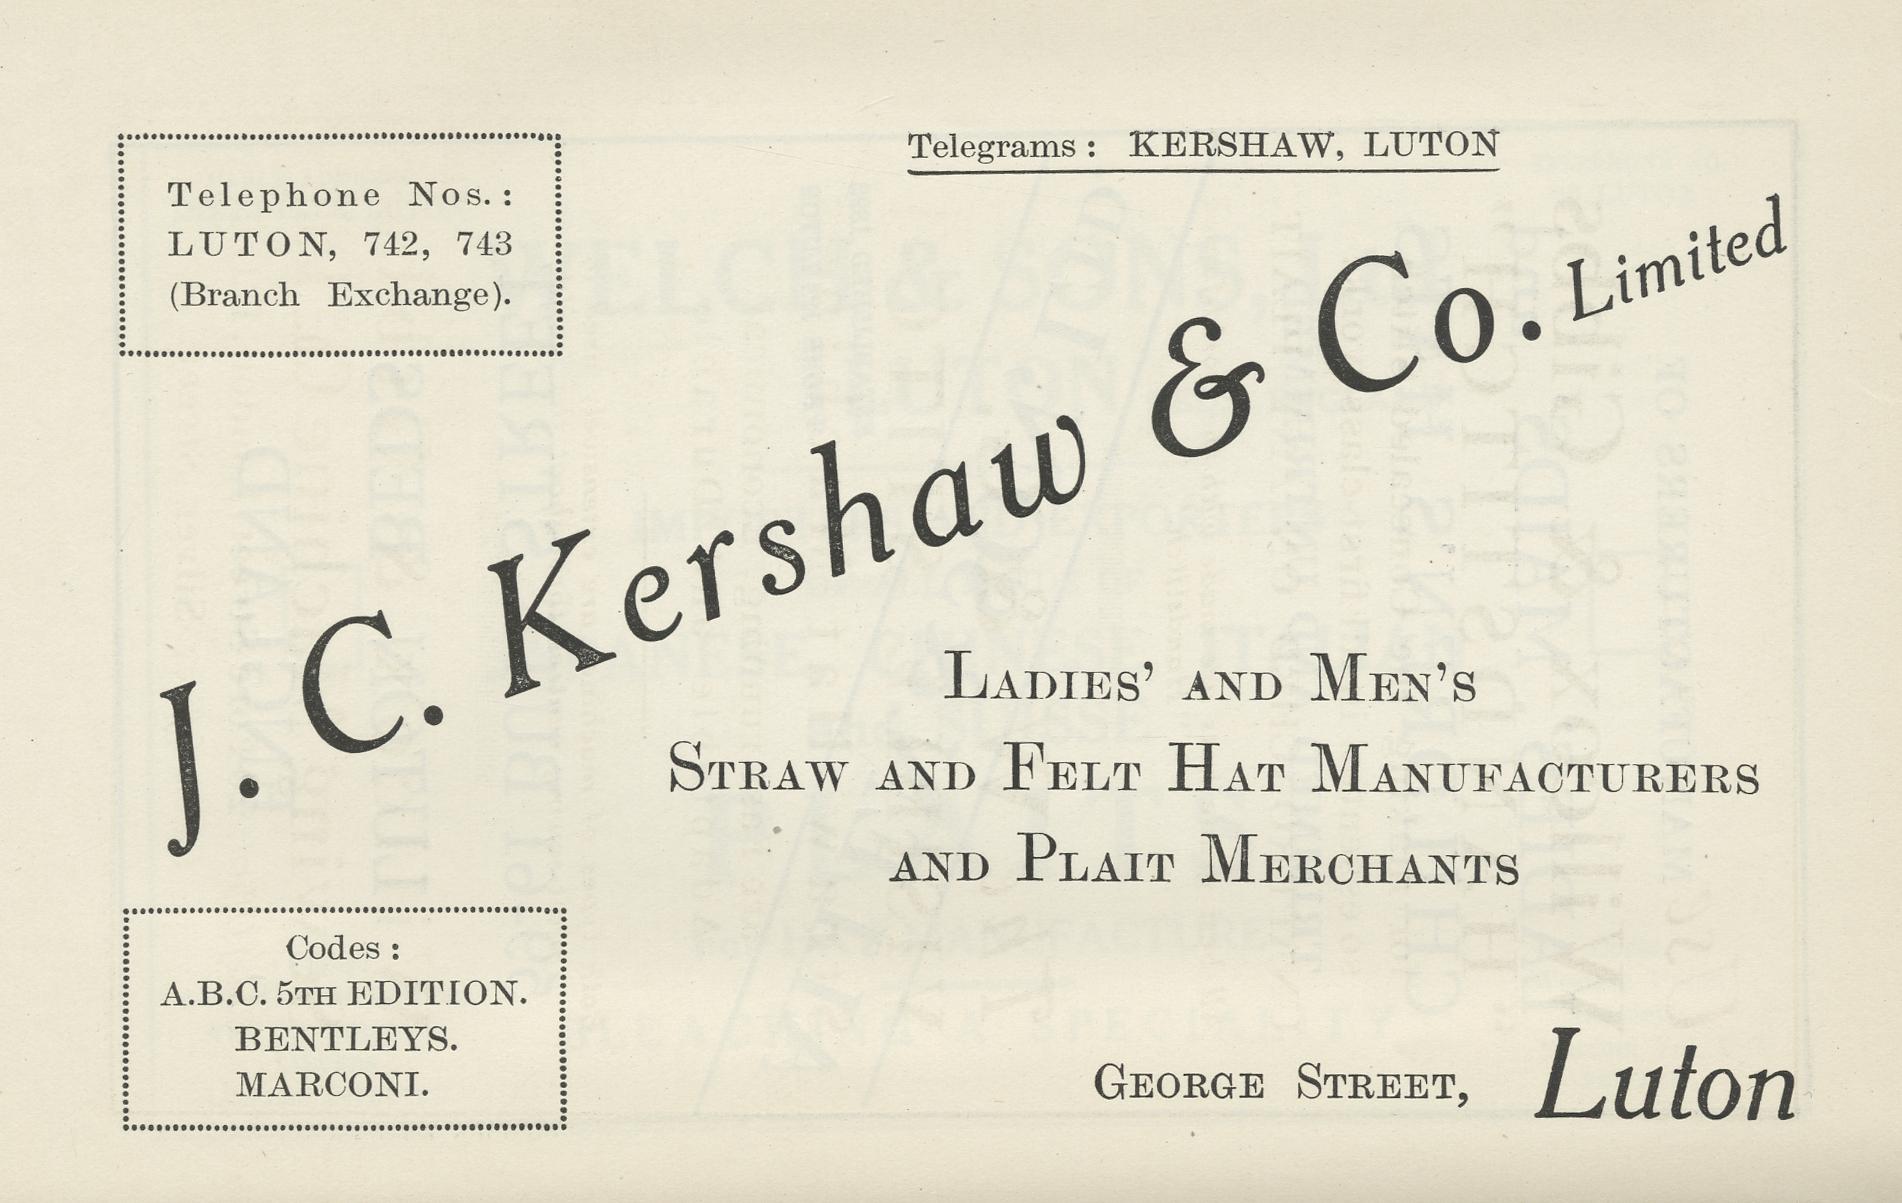 Telephone Nos.:
LUTON, 742, 743
(Branch Exchange).
Telegrams: KERSHAW, LUTON
J. C. Kershaw & Co. Limited
LADIES' AND MEN'S
STRAW AND FELT HAT MANUFACTURERS
AND PLAIT MERCHANTS
Codes:
A.B.C. 5TH EDITION.
BENTLEYS.
MARCONI.
GEORGE STREET, Luton